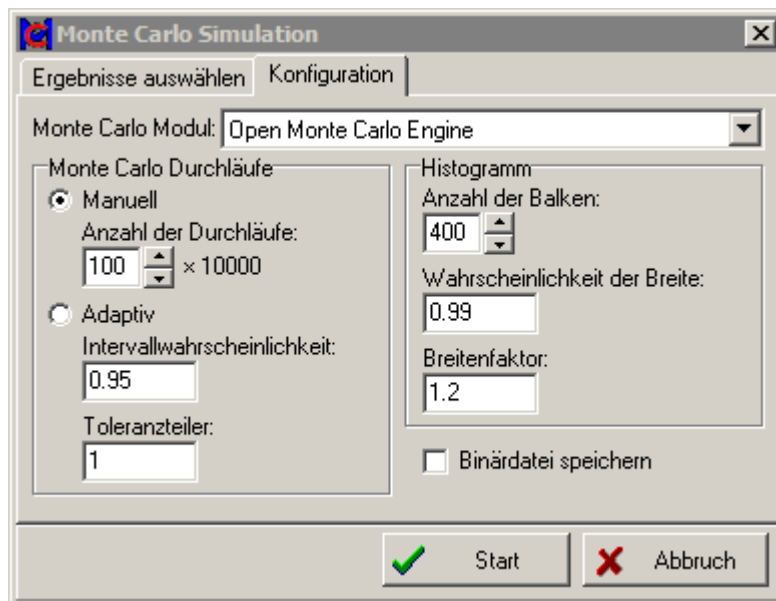 Monte Carlo Simulation
Ergebnisse auswählen
Konfiguration
Monte Carlo Modul: Open Monte Carlo Engine
Monte Carlo Durchläufe
Manuell
Anzahl der Durchläufe:
100 × 10000
Adaptiv
Intervallwahrscheinlichkeit:
0.95
Toleranzteiler:
1
Histogramm
Anzahl der Balken:
400
Wahrscheinlichkeit der Breite:
0.99
Breitenfaktor:
1.2
Binärdatei speichern
Start
Abbruch